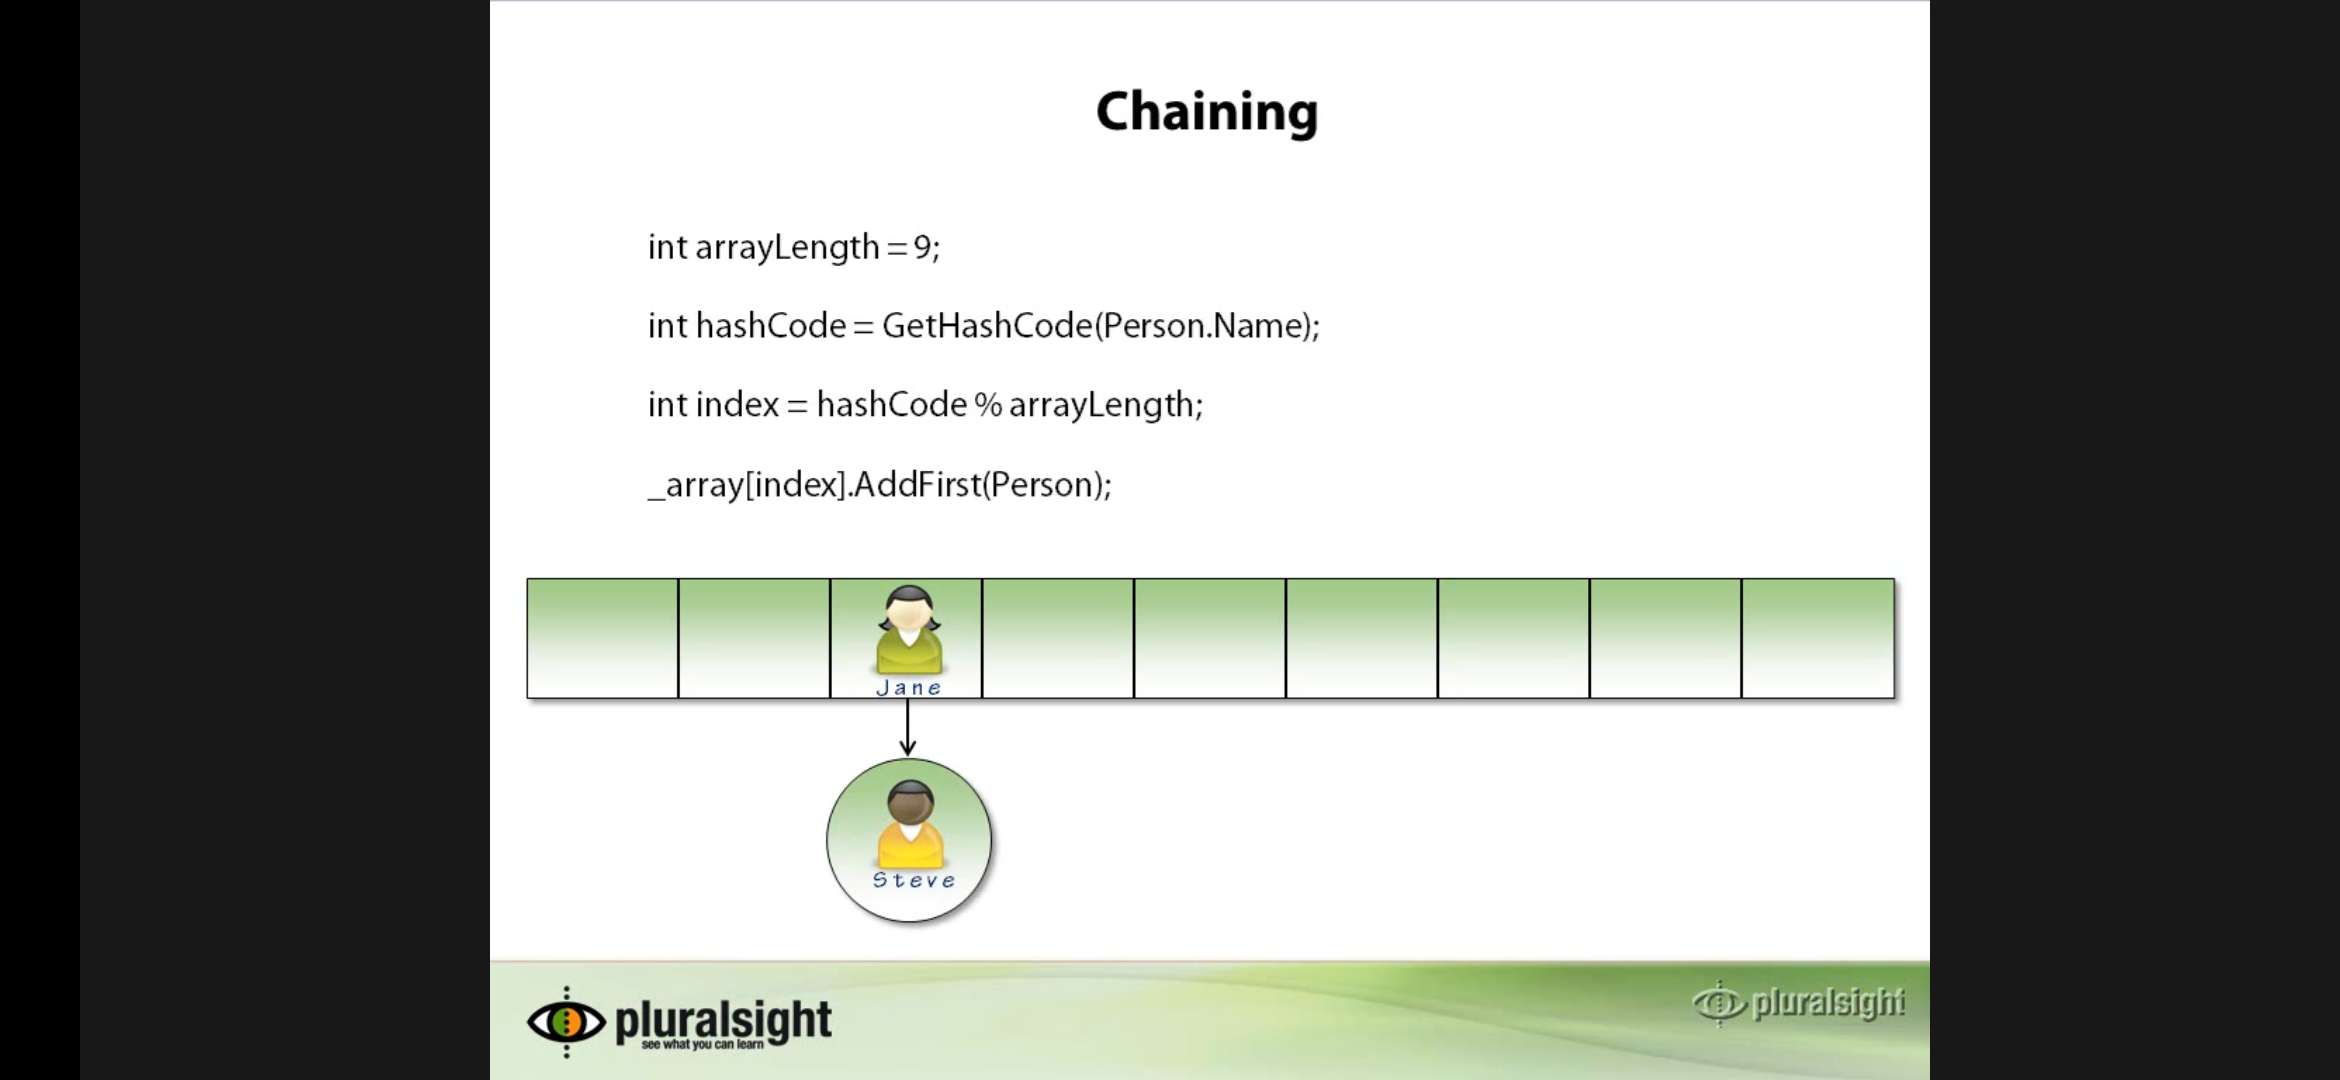 Chaining
int arrayLength = 9;
int hashCode = GetHashCode(Person.Name);
int index = hashCode % arrayLength;
_array[index].AddFirst(Person);
Jane
Steve
pluralsight
see what you can learn
pluralsight